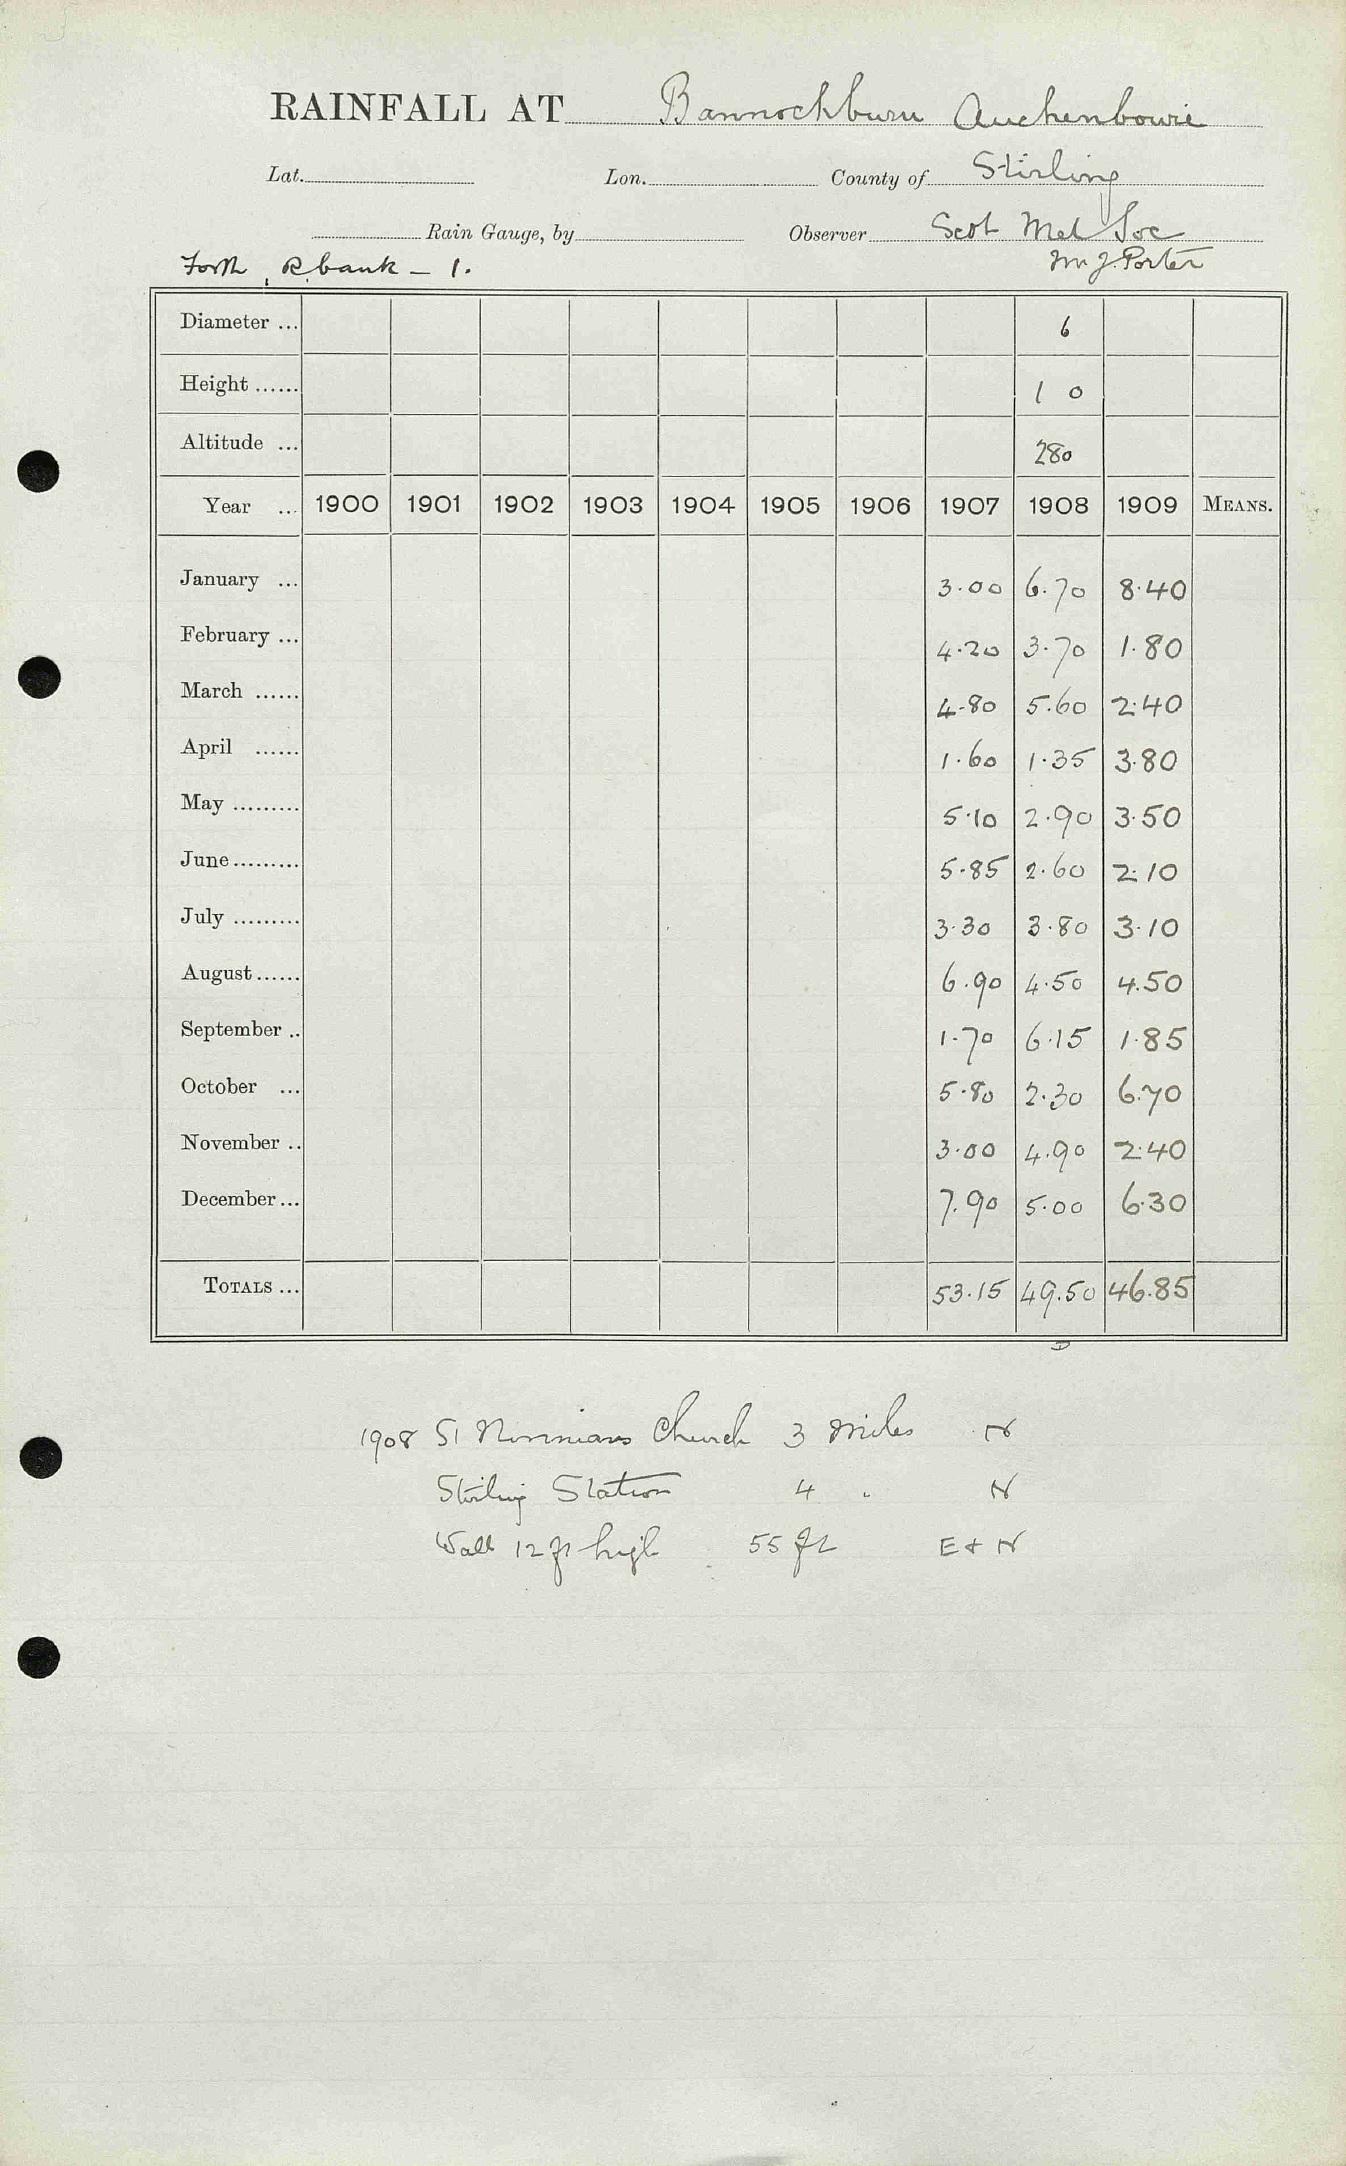 RAINFALL AT Bannockburn Auchenbowie
Lat. Lon. County of Stirling
Rain Gauge, by Observer Scot Met Soc
Forth R bank - 1. Mr J. Porter
Diameter ... 6
Height ...... 1 0
Altitude ... 280
Year ... 1900 1901 1902 1903 1904 1905 1906 1907 1908 1909 MEANS.
January ... 3.00 6.70 8.40
February ... 4.20 3.70 1.80
March ...... 4.80 5.60 2.40
April ...... 1.60 1.35 3.80
May ......... 5.10 2.90 3.50
June ......... 5.85 2.60 2.10
July ......... 3.30 3.80 3.10
August ...... 6.90 4.50 4.50
September .. 1.70 6.15 1.85
October ... 5.80 2.30 6.70
November .. 3.00 4.90 2.40
December ... 7.90 5.00 6.30
TOTALS ... 53.15 49.50 46.85
1908 St Ninnians Church 3 miles N
Stirling Station 4 " N
Wall 12 ft high 55 ft E & N